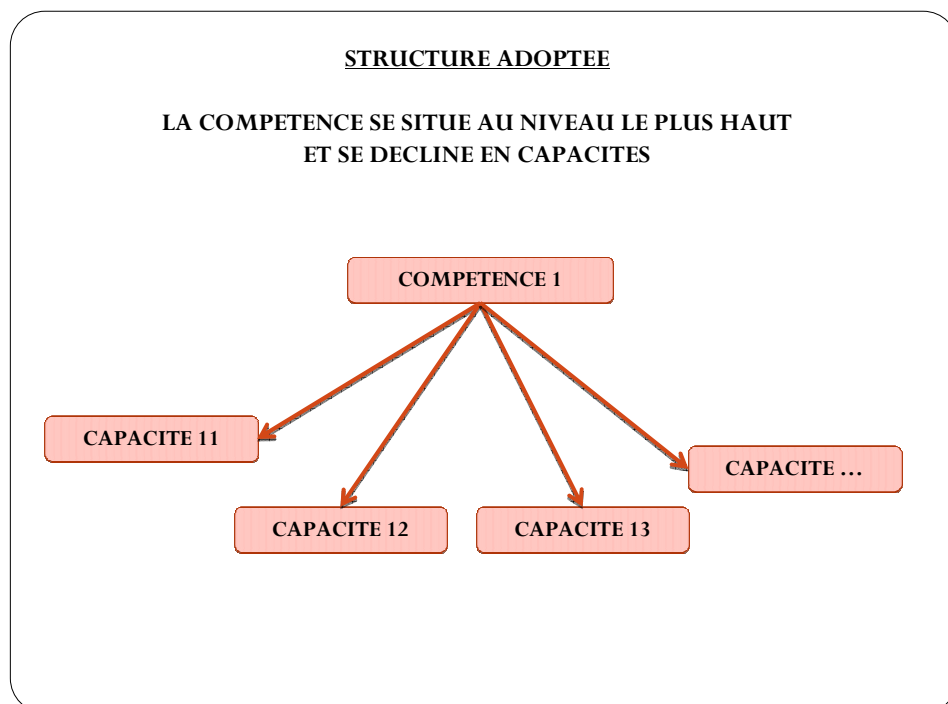 STRUCTURE ADOPTEE
LA COMPETENCE SE SITUE AU NIVEAU LE PLUS HAUT
ET SE DECLINE EN CAPACITES
COMPETENCE 1
CAPACITE 11
CAPACITE ...
CAPACITE 12
CAPACITE 13